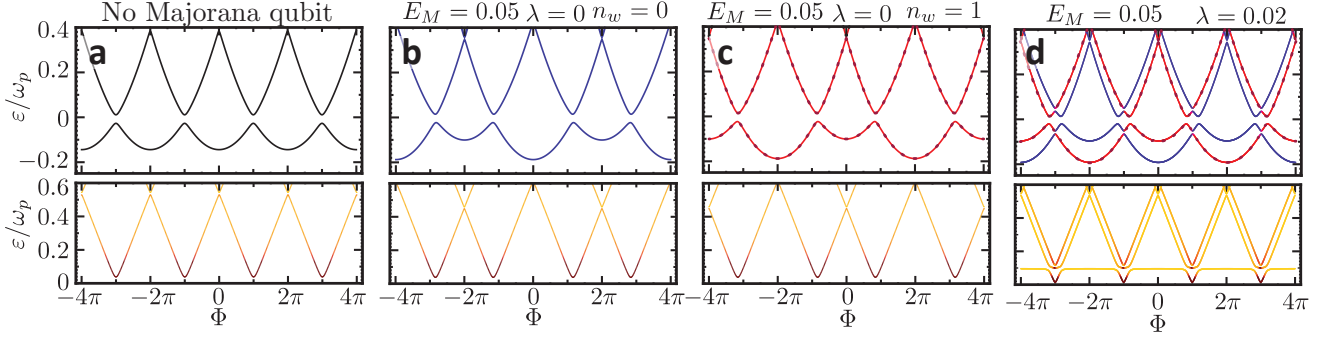 No Majorana qubit
E_M = 0.05 λ = 0 n_w = 0
E_M = 0.05 λ = 0 n_w = 1
E_M = 0.05 λ = 0.02
a
b
c
d
ε/ω_p
0.4
0.2
0
−0.2
ε/ω_p
0.6
0.4
0.2
0
−4π −2π 0 2π 4π
−4π −2π 0 2π 4π
−4π −2π 0 2π 4π
−4π −2π 0 2π 4π
Φ
Φ
Φ
Φ